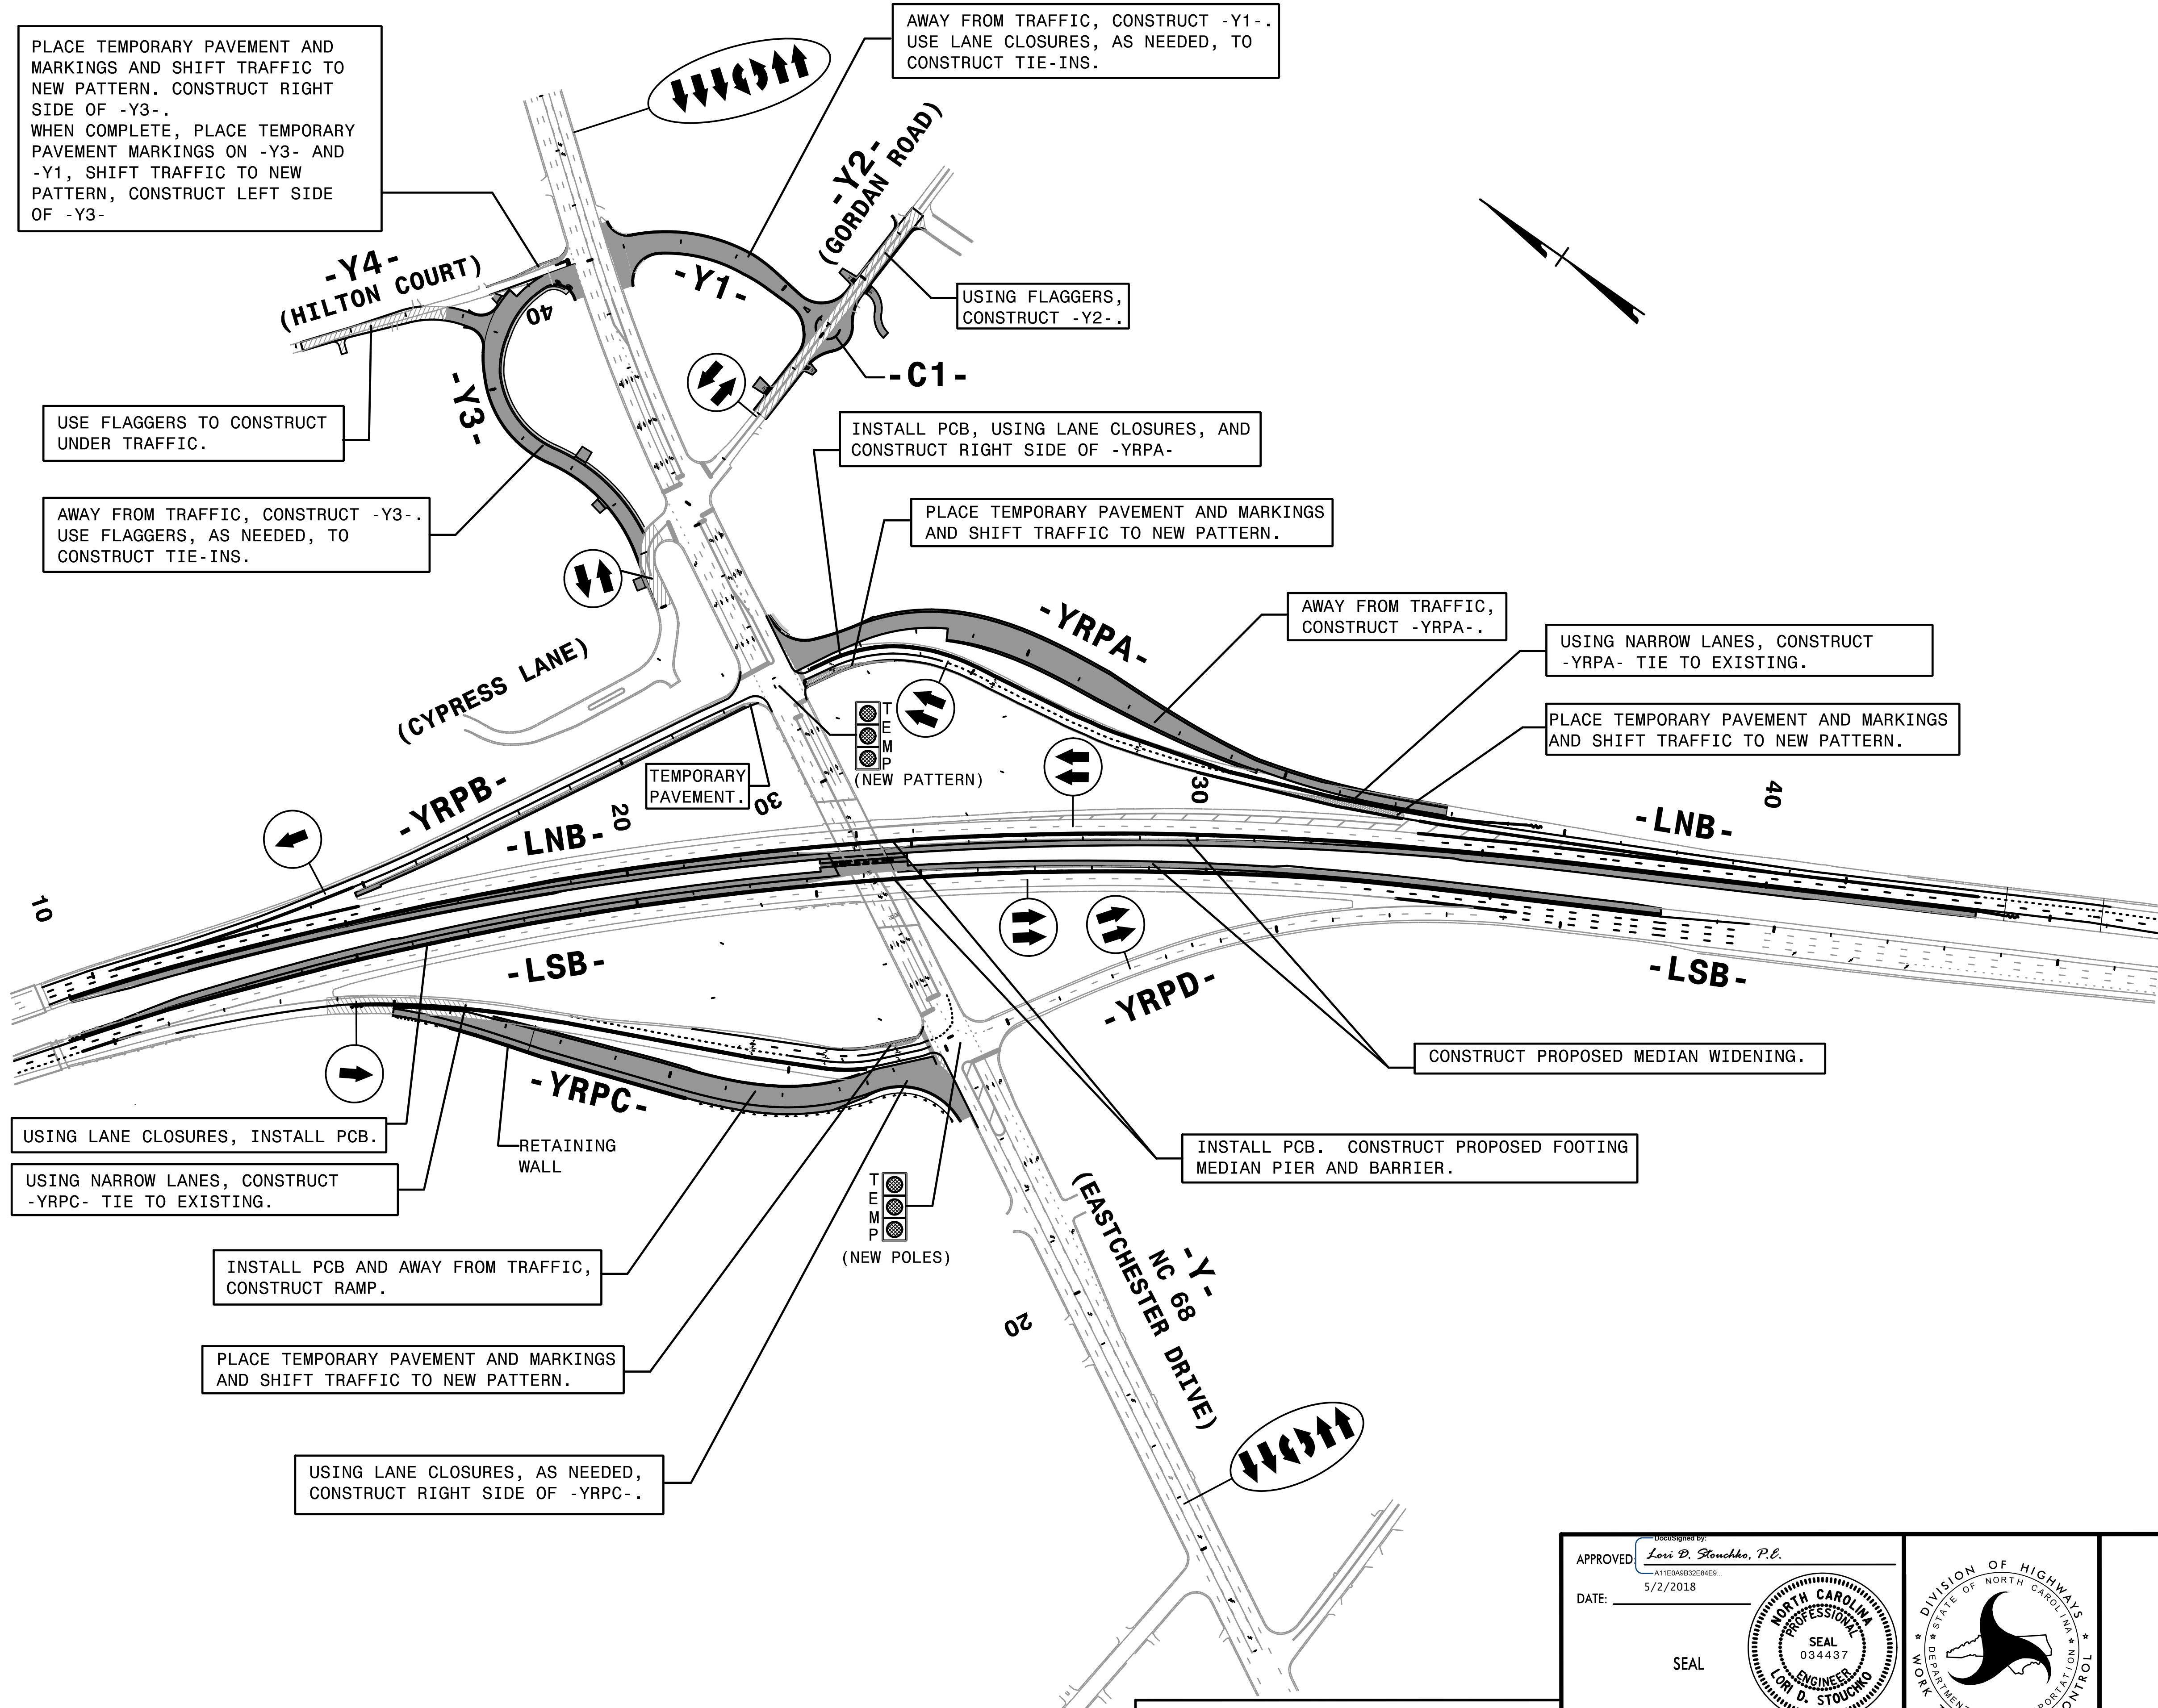 PLACE TEMPORARY PAVEMENT AND
MARKINGS AND SHIFT TRAFFIC TO
NEW PATTERN. CONSTRUCT RIGHT
SIDE OF -Y3-.
WHEN COMPLETE, PLACE TEMPORARY
PAVEMENT MARKINGS ON -Y3- AND
-Y1, SHIFT TRAFFIC TO NEW
PATTERN, CONSTRUCT LEFT SIDE
OF -Y3-
AWAY FROM TRAFFIC, CONSTRUCT -Y1-.
USE LANE CLOSURES, AS NEEDED, TO
CONSTRUCT TIE-INS.
-Y2-
(GORDAN ROAD)
-Y4-
(HILTON COURT)
-Y1-
40
USING FLAGGERS,
CONSTRUCT -Y2-.
-C1-
-Y3-
USE FLAGGERS TO CONSTRUCT
UNDER TRAFFIC.
INSTALL PCB, USING LANE CLOSURES, AND
CONSTRUCT RIGHT SIDE OF -YRPA-
AWAY FROM TRAFFIC, CONSTRUCT -Y3-.
USE FLAGGERS, AS NEEDED, TO
CONSTRUCT TIE-INS.
PLACE TEMPORARY PAVEMENT AND MARKINGS
AND SHIFT TRAFFIC TO NEW PATTERN.
-YRPA-
AWAY FROM TRAFFIC,
CONSTRUCT -YRPA-.
USING NARROW LANES, CONSTRUCT
-YRPA- TIE TO EXISTING.
(CYPRESS LANE)
PLACE TEMPORARY PAVEMENT AND MARKINGS
AND SHIFT TRAFFIC TO NEW PATTERN.
T
E
M
P
(NEW PATTERN)
TEMPORARY
PAVEMENT.
30
-YRPB-
20
-LNB-
30
40
-LNB-
10
-LSB-
-YRPD-
-LSB-
CONSTRUCT PROPOSED MEDIAN WIDENING.
-YRPC-
USING LANE CLOSURES, INSTALL PCB.
RETAINING
WALL
INSTALL PCB.  CONSTRUCT PROPOSED FOOTING
MEDIAN PIER AND BARRIER.
USING NARROW LANES, CONSTRUCT
-YRPC- TIE TO EXISTING.
T
E
M
P
(NEW POLES)
-Y-
NC 68
(EASTCHESTER DRIVE)
INSTALL PCB AND AWAY FROM TRAFFIC,
CONSTRUCT RAMP.
20
PLACE TEMPORARY PAVEMENT AND MARKINGS
AND SHIFT TRAFFIC TO NEW PATTERN.
USING LANE CLOSURES, AS NEEDED,
CONSTRUCT RIGHT SIDE OF -YRPC-.
DocuSigned by:
APPROVED: Lori D. Stouchko, P.E.
A11E0A9B32E84E9...
5/2/2018
DATE:
SEAL
NORTH CAROLINA
PROFESSIONAL
SEAL
034437
ENGINEER
LORI D. STOUCHKO
DIVISION OF HIGHWAYS
STATE OF NORTH CAROLINA
WORK